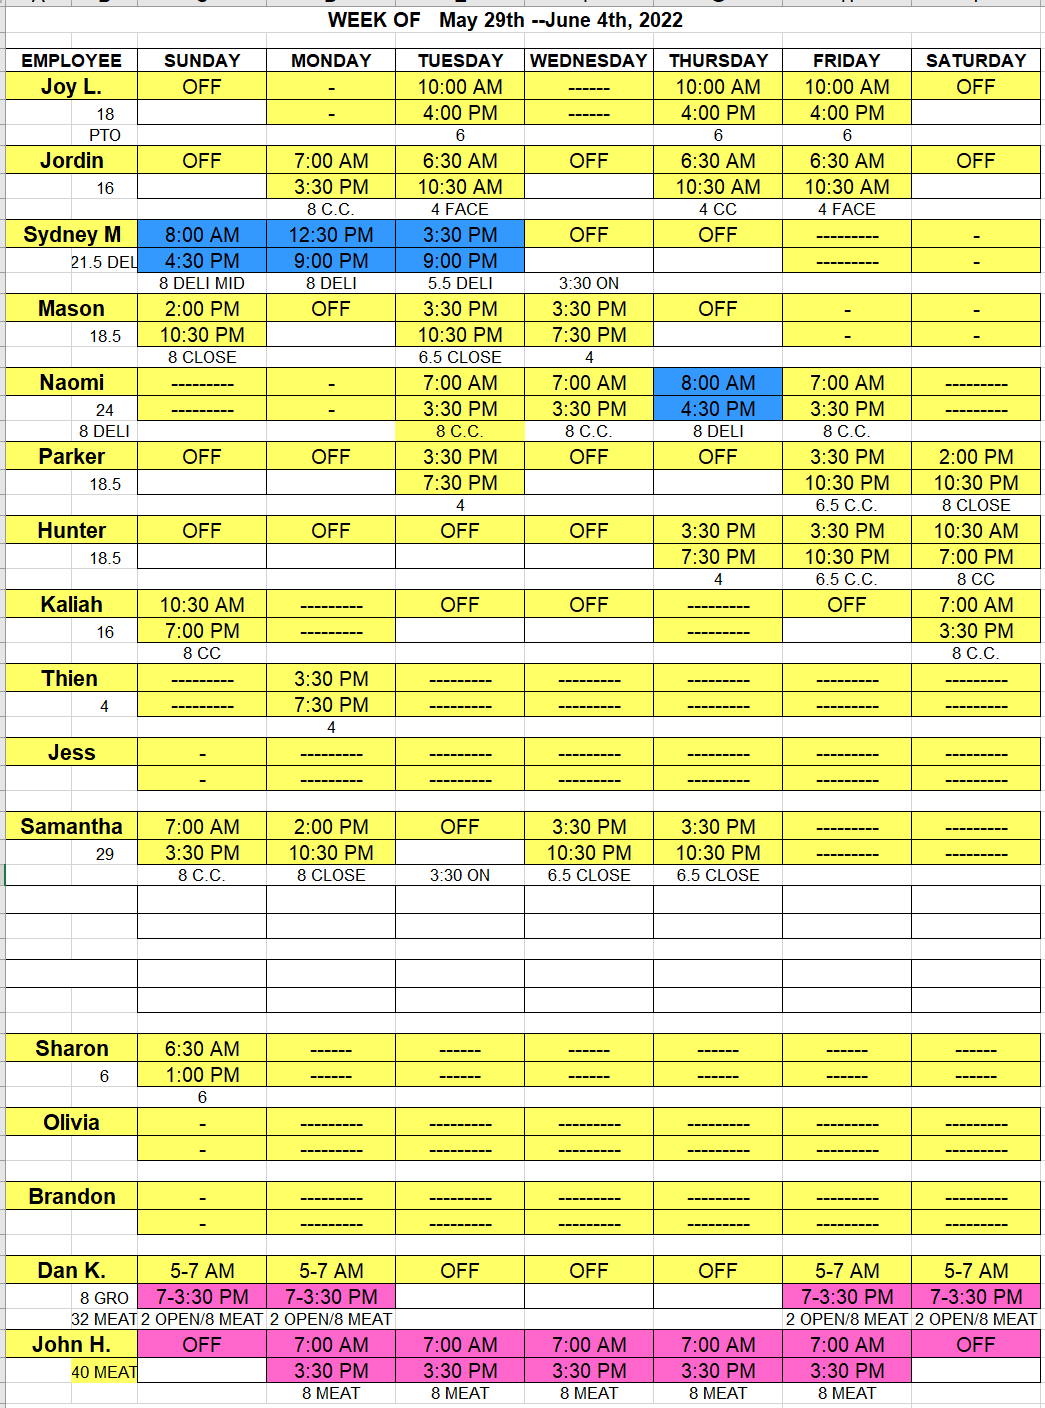 WEEK OF May 29th --June 4th, 2022
EMPLOYEE SUNDAY MONDAY TUESDAY WEDNESDAY THURSDAY FRIDAY SATURDAY
Joy L. OFF - 10:00 AM ------ 10:00 AM 10:00 AM OFF
18 - 4:00 PM ------ 4:00 PM 4:00 PM
PTO 6 6 6
Jordin OFF 7:00 AM 6:30 AM OFF 6:30 AM 6:30 AM OFF
16 3:30 PM 10:30 AM 10:30 AM 10:30 AM
8 C.C. 4 FACE 4 CC 4 FACE
Sydney M 8:00 AM 12:30 PM 3:30 PM OFF OFF --------- -
21.5 DEL 4:30 PM 9:00 PM 9:00 PM --------- -
8 DELI MID 8 DELI 5.5 DELI 3:30 ON
Mason 2:00 PM OFF 3:30 PM 3:30 PM OFF - -
18.5 10:30 PM 10:30 PM 7:30 PM - -
8 CLOSE 6.5 CLOSE 4
Naomi --------- - 7:00 AM 7:00 AM 8:00 AM 7:00 AM ---------
24 --------- - 3:30 PM 3:30 PM 4:30 PM 3:30 PM ---------
8 DELI 8 C.C. 8 C.C. 8 DELI 8 C.C.
Parker OFF OFF 3:30 PM OFF OFF 3:30 PM 2:00 PM
18.5 7:30 PM 10:30 PM 10:30 PM
4 6.5 C.C. 8 CLOSE
Hunter OFF OFF OFF OFF 3:30 PM 3:30 PM 10:30 AM
18.5 7:30 PM 10:30 PM 7:00 PM
4 6.5 C.C. 8 CC
Kaliah 10:30 AM --------- OFF OFF --------- OFF 7:00 AM
16 7:00 PM --------- --------- 3:30 PM
8 CC 8 C.C.
Thien --------- 3:30 PM --------- --------- --------- --------- ---------
4 --------- 7:30 PM --------- --------- --------- --------- ---------
4
Jess - --------- --------- --------- --------- --------- ---------
- --------- --------- --------- --------- --------- ---------
Samantha 7:00 AM 2:00 PM OFF 3:30 PM 3:30 PM --------- ---------
29 3:30 PM 10:30 PM 10:30 PM 10:30 PM --------- ---------
8 C.C. 8 CLOSE 3:30 ON 6.5 CLOSE 6.5 CLOSE
Sharon 6:30 AM ------ ------ ------ ------ ------ ------
6 1:00 PM ------ ------ ------ ------ ------ ------
6
Olivia - --------- --------- --------- --------- --------- ---------
- --------- --------- --------- --------- --------- ---------
Brandon - --------- --------- --------- --------- --------- ---------
- --------- --------- --------- --------- --------- ---------
Dan K. 5-7 AM 5-7 AM OFF OFF OFF 5-7 AM 5-7 AM
8 GRO 7-3:30 PM 7-3:30 PM 7-3:30 PM 7-3:30 PM
32 MEAT 2 OPEN/8 MEAT 2 OPEN/8 MEAT 2 OPEN/8 MEAT 2 OPEN/8 MEAT
John H. OFF 7:00 AM 7:00 AM 7:00 AM 7:00 AM 7:00 AM OFF
40 MEAT 3:30 PM 3:30 PM 3:30 PM 3:30 PM 3:30 PM
8 MEAT 8 MEAT 8 MEAT 8 MEAT 8 MEAT